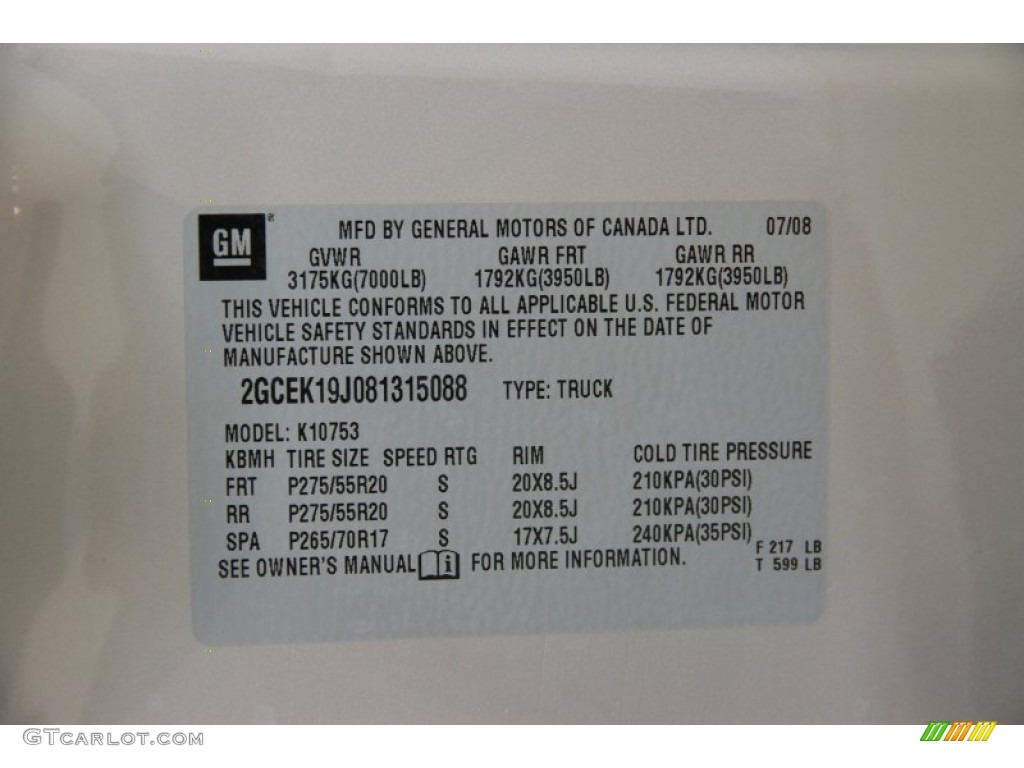 GM ®
MFD BY GENERAL MOTORS OF CANADA LTD. 07/08
GVWR GAWR FRT GAWR RR
3175KG(7000LB) 1792KG(3950LB) 1792KG(3950LB)
THIS VEHICLE CONFORMS TO ALL APPLICABLE U.S. FEDERAL MOTOR
VEHICLE SAFETY STANDARDS IN EFFECT ON THE DATE OF
MANUFACTURE SHOWN ABOVE.
2GCEK19J081315088 TYPE: TRUCK
MODEL: K10753
KBMH TIRE SIZE SPEED RTG RIM COLD TIRE PRESSURE
FRT P275/55R20 S 20X8.5J 210KPA(30PSI)
RR P275/55R20 S 20X8.5J 210KPA(30PSI)
SPA P265/70R17 S 17X7.5J 240KPA(35PSI)
F 217 LB
SEE OWNER'S MANUAL i FOR MORE INFORMATION. T 599 LB
GTCARLOT.COM